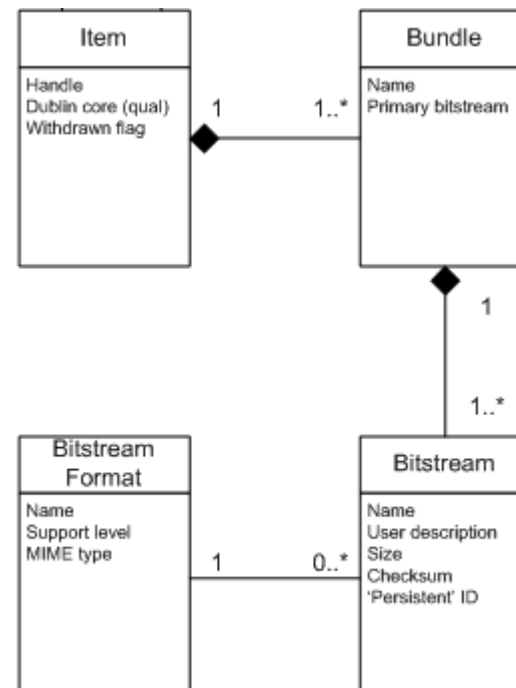 Item
Handle
Dublin core (qual)
Withdrawn flag
1
1..*
Bundle
Name
Primary bitstream
1
1..*
Bitstream
Format
Name
Support level
MIME type
1
0..*
Bitstream
Name
User description
Size
Checksum
'Persistent' ID